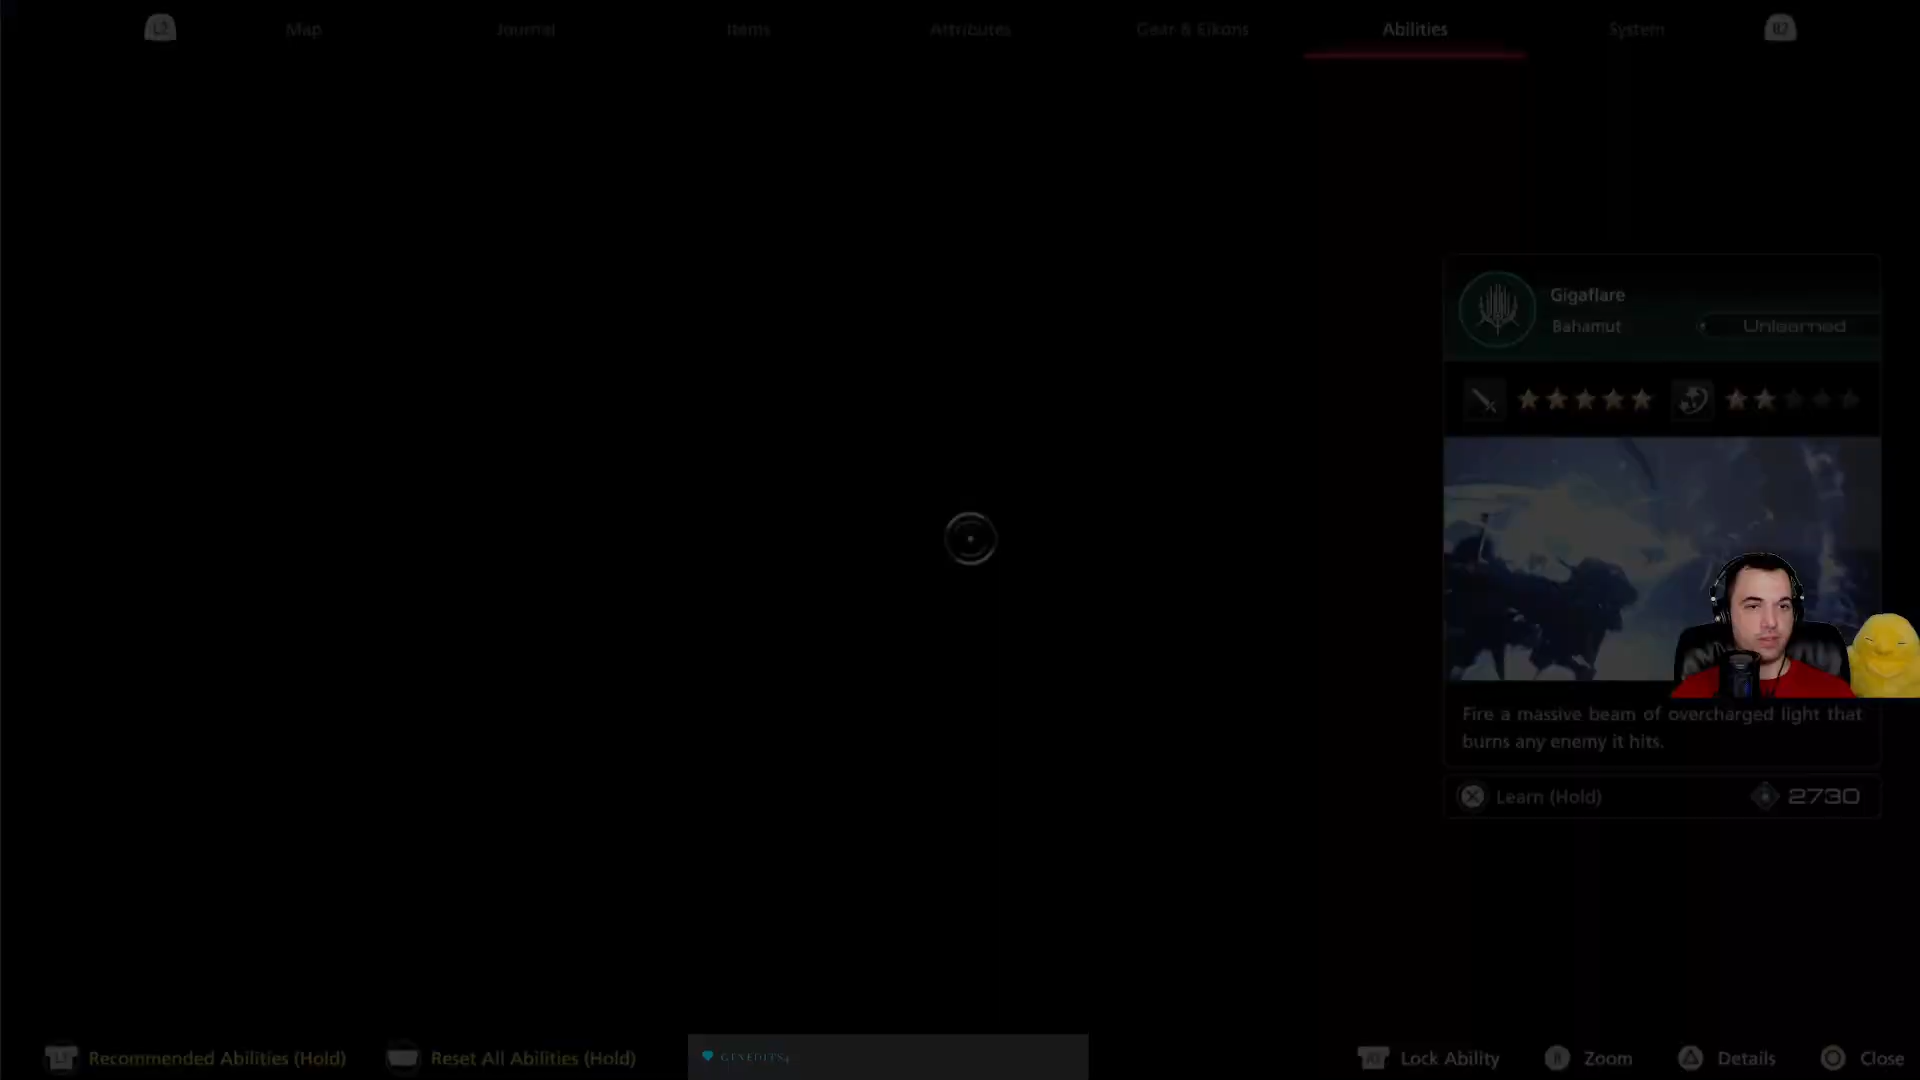 L2 Map Journal Items Attributes Gear & Eikons Abilities System R2
Gigaflare
Bahamut Unlearned
Fire a massive beam of overcharged light that
burns any enemy it hits.
Learn (Hold) 2730
Recommended Abilities (Hold) Reset All Abilities (Hold) Lock Ability Zoom Details Close